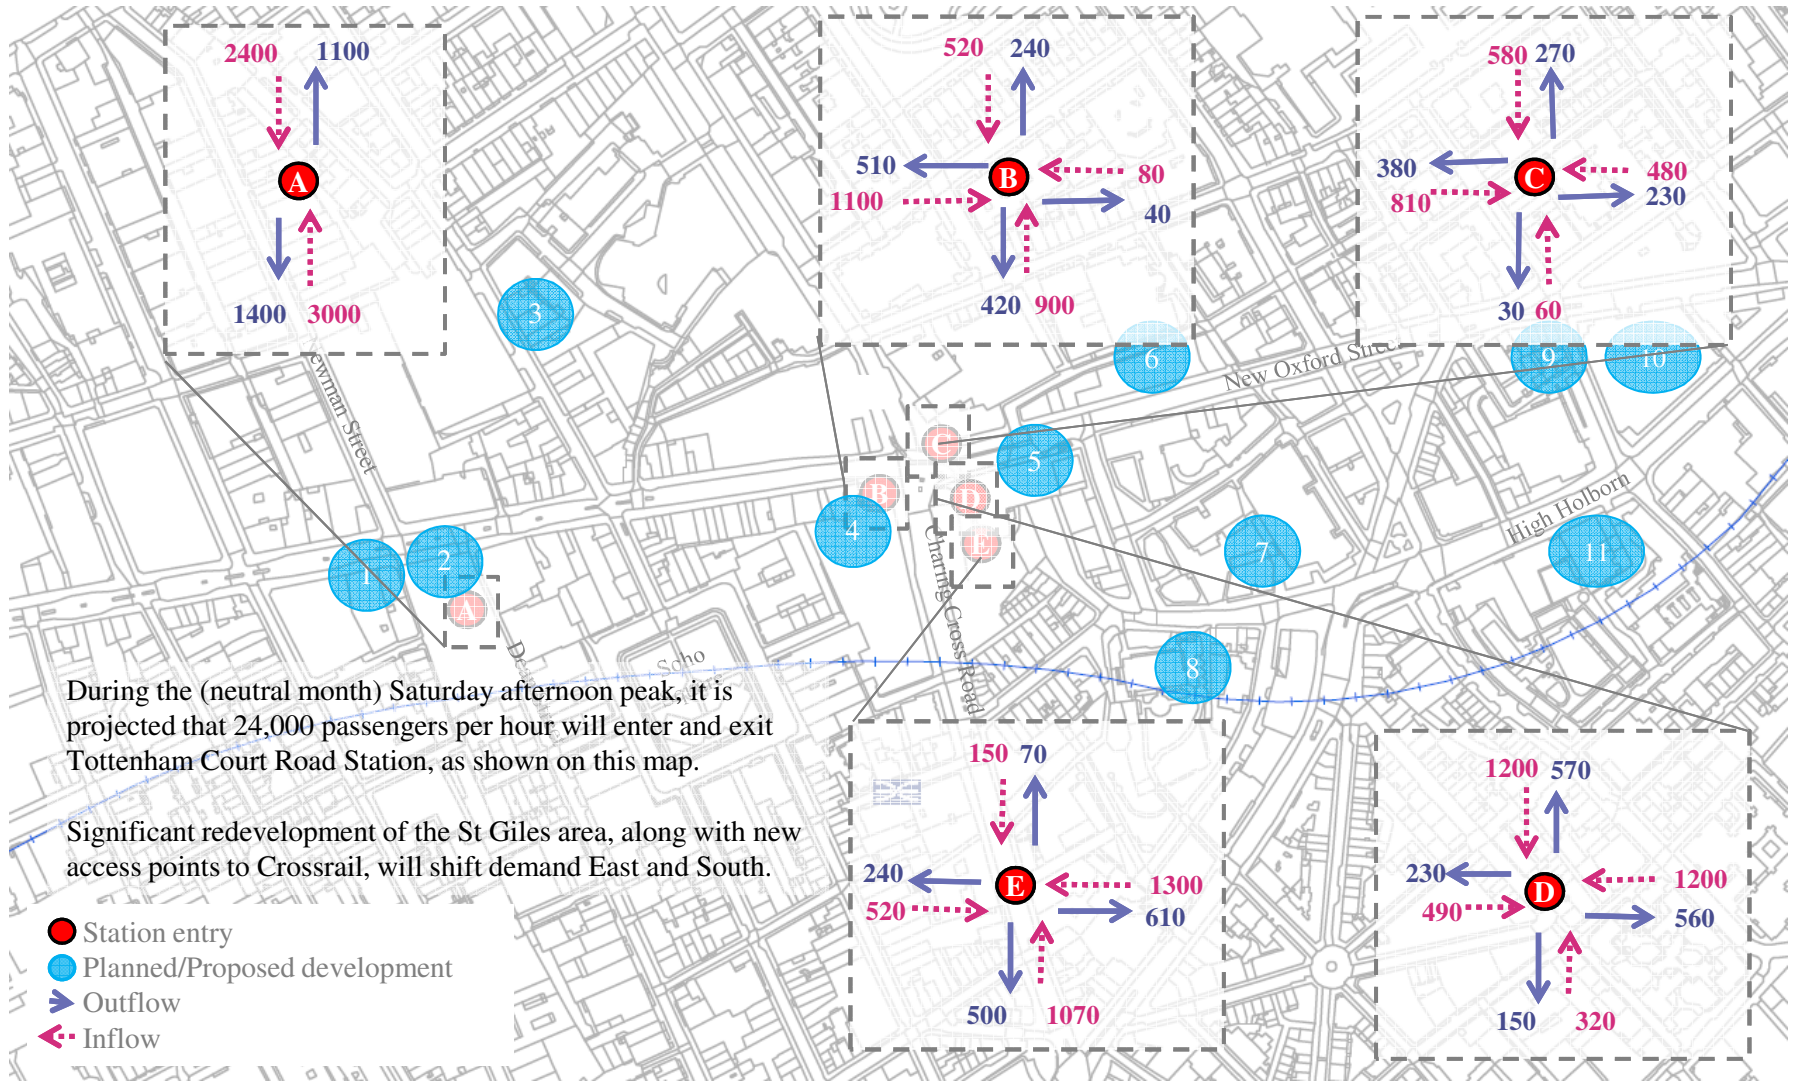 2400 1100
A
1400 3000
520 240
510
B
80
1100
40
420 900
580 270
380
C
480
810
230
30 60
3
6
9
10
New Oxford Street
ewman Street
C
5
B
D
4
E
Charing Cross Road
High Holborn
7
11
1
2
A
De
Soho
8
During the (neutral month) Saturday afternoon peak, it is
projected that 24,000 passengers per hour will enter and exit
Tottenham Court Road Station, as shown on this map.
Significant redevelopment of the St Giles area, along with new
access points to Crossrail, will shift demand East and South.
150 70
240
E
1300
520
610
500 1070
1200 570
230
D
1200
490
560
150 320
Station entry
Planned/Proposed development
Outflow
Inflow